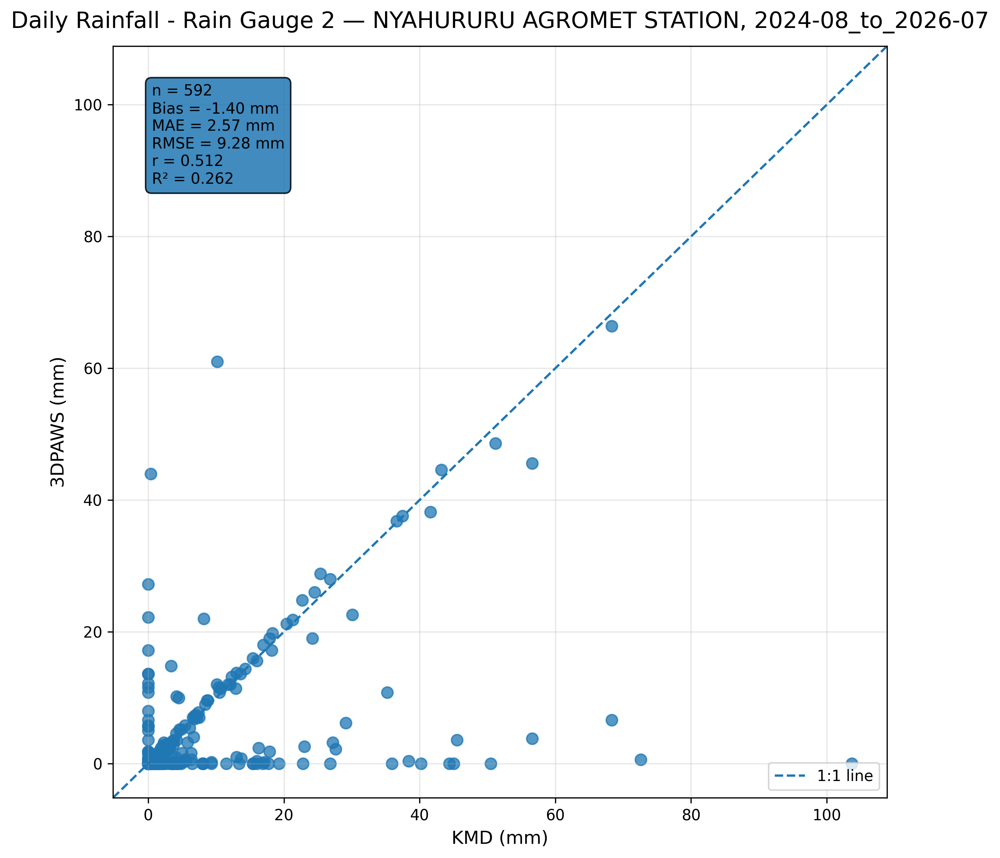 Daily Rainfall - Rain Gauge 2 — NYAHURURU AGROMET STATION, 2024-08_to_2026-07
n = 592
Bias = -1.40 mm
MAE = 2.57 mm
RMSE = 9.28 mm
r = 0.512
R² = 0.262
100
80
60
40
20
0
3DPAWS (mm)
1:1 line
0 20 40 60 80 100
KMD (mm)